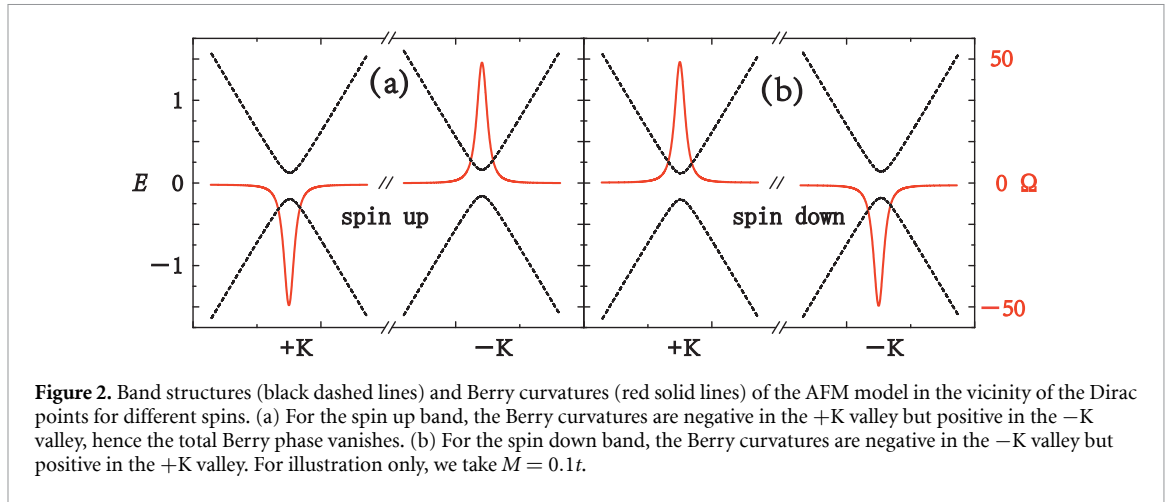 (a)
(b)
1
0
−1
E
50
0 Ω
−50
spin up
spin down
+K
−K
+K
−K
Figure 2. Band structures (black dashed lines) and Berry curvatures (red solid lines) of the AFM model in the vicinity of the Dirac
points for different spins. (a) For the spin up band, the Berry curvatures are negative in the +K valley but positive in the −K
valley, hence the total Berry phase vanishes. (b) For the spin down band, the Berry curvatures are negative in the −K valley but
positive in the +K valley. For illustration only, we take M = 0.1t.